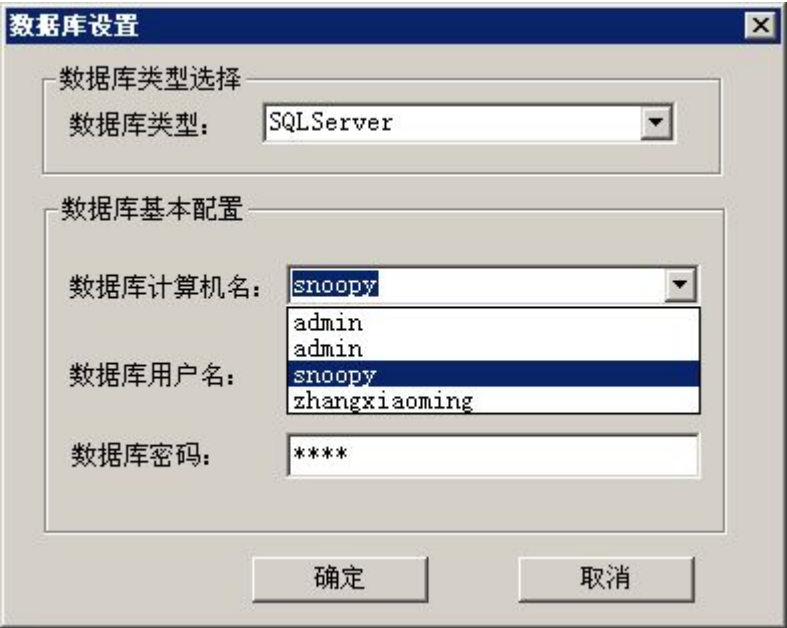 数据库设置
数据库类型选择
数据库类型: SQLServer
数据库基本配置
数据库计算机名: snoopy
admin
admin
数据库用户名: snoopy
zhangxiaoming
数据库密码: ****
确定 取消